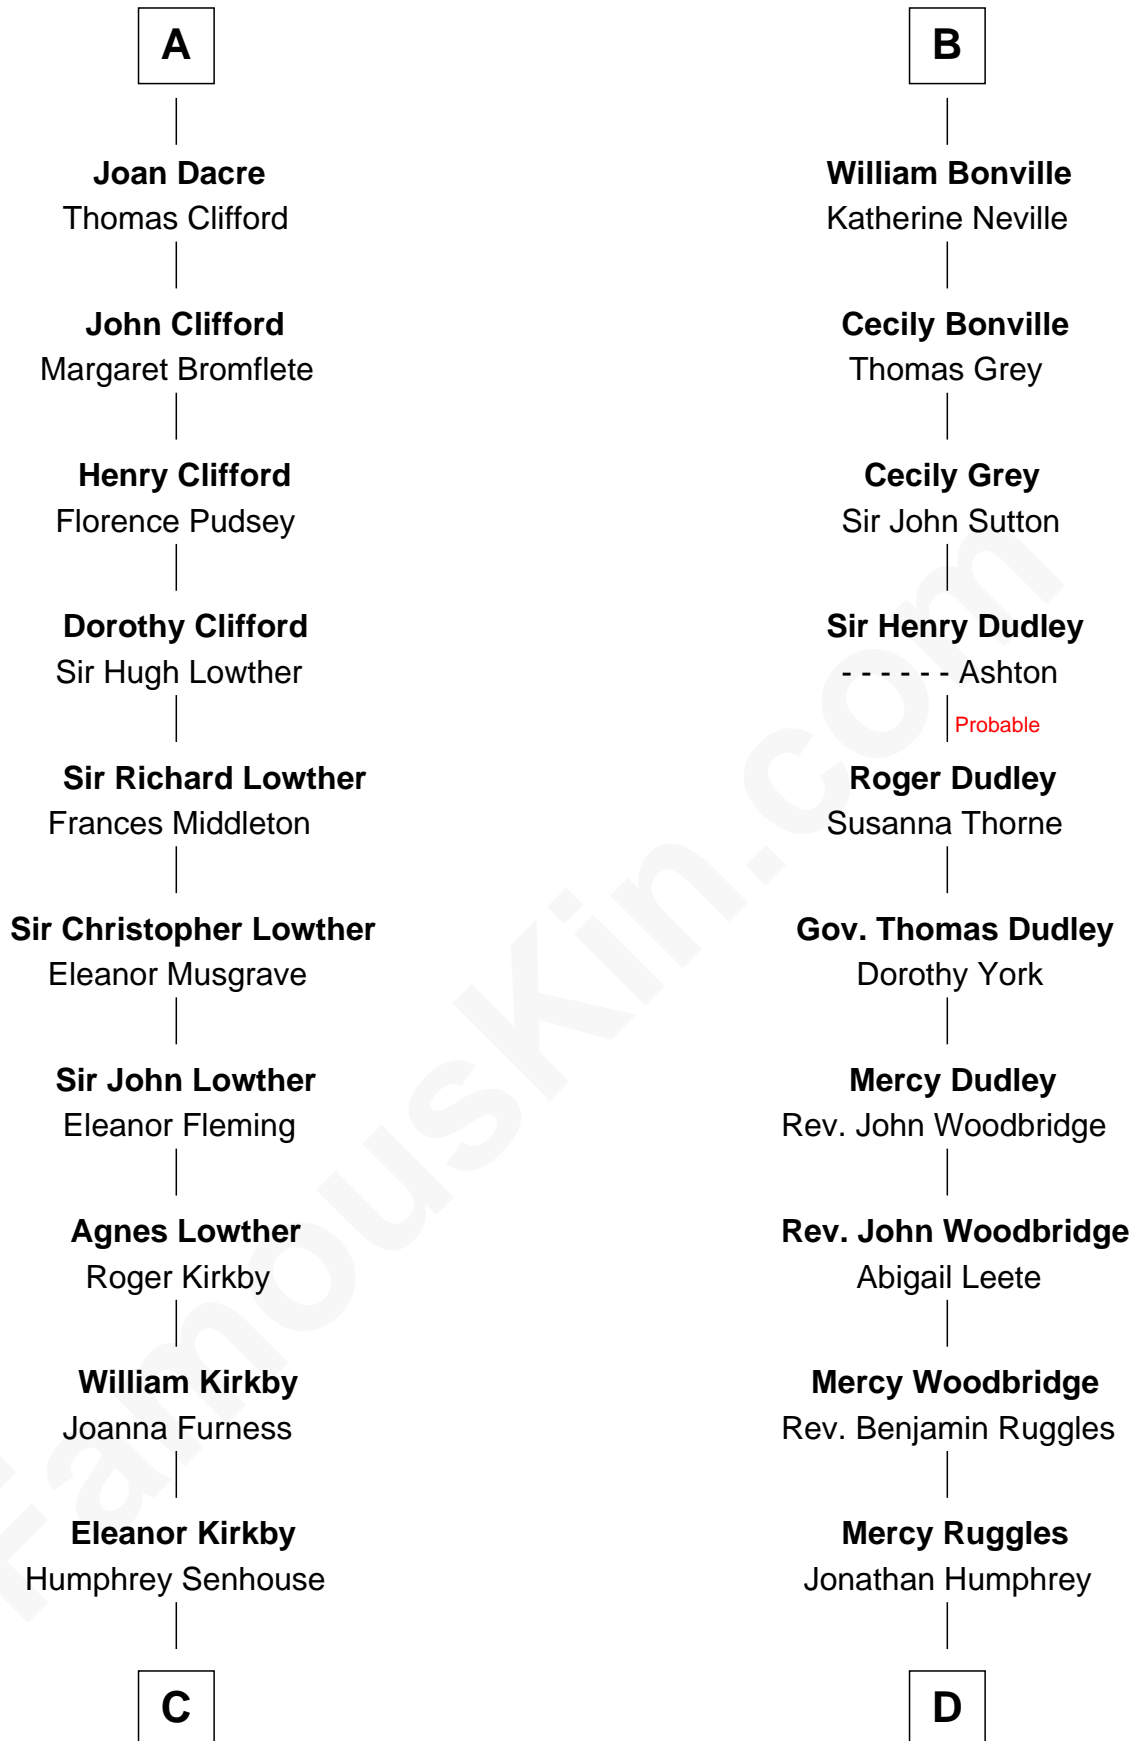 A
Joan Dacre
Thomas Clifford
John Clifford
Margaret Bromflete
Henry Clifford
Florence Pudsey
Dorothy Clifford
Sir Hugh Lowther
Sir Richard Lowther
Frances Middleton
Sir Christopher Lowther
Eleanor Musgrave
Sir John Lowther
Eleanor Fleming
Agnes Lowther
Roger Kirkby
William Kirkby
Joanna Furness
Eleanor Kirkby
Humphrey Senhouse
C
B
William Bonville
Katherine Neville
Cecily Bonville
Thomas Grey
Cecily Grey
Sir John Sutton
Sir Henry Dudley
- - - - - - Ashton
Probable
Roger Dudley
Susanna Thorne
Gov. Thomas Dudley
Dorothy York
Mercy Dudley
Rev. John Woodbridge
Rev. John Woodbridge
Abigail Leete
Mercy Woodbridge
Rev. Benjamin Ruggles
Mercy Ruggles
Jonathan Humphrey
D
FamousKin.com